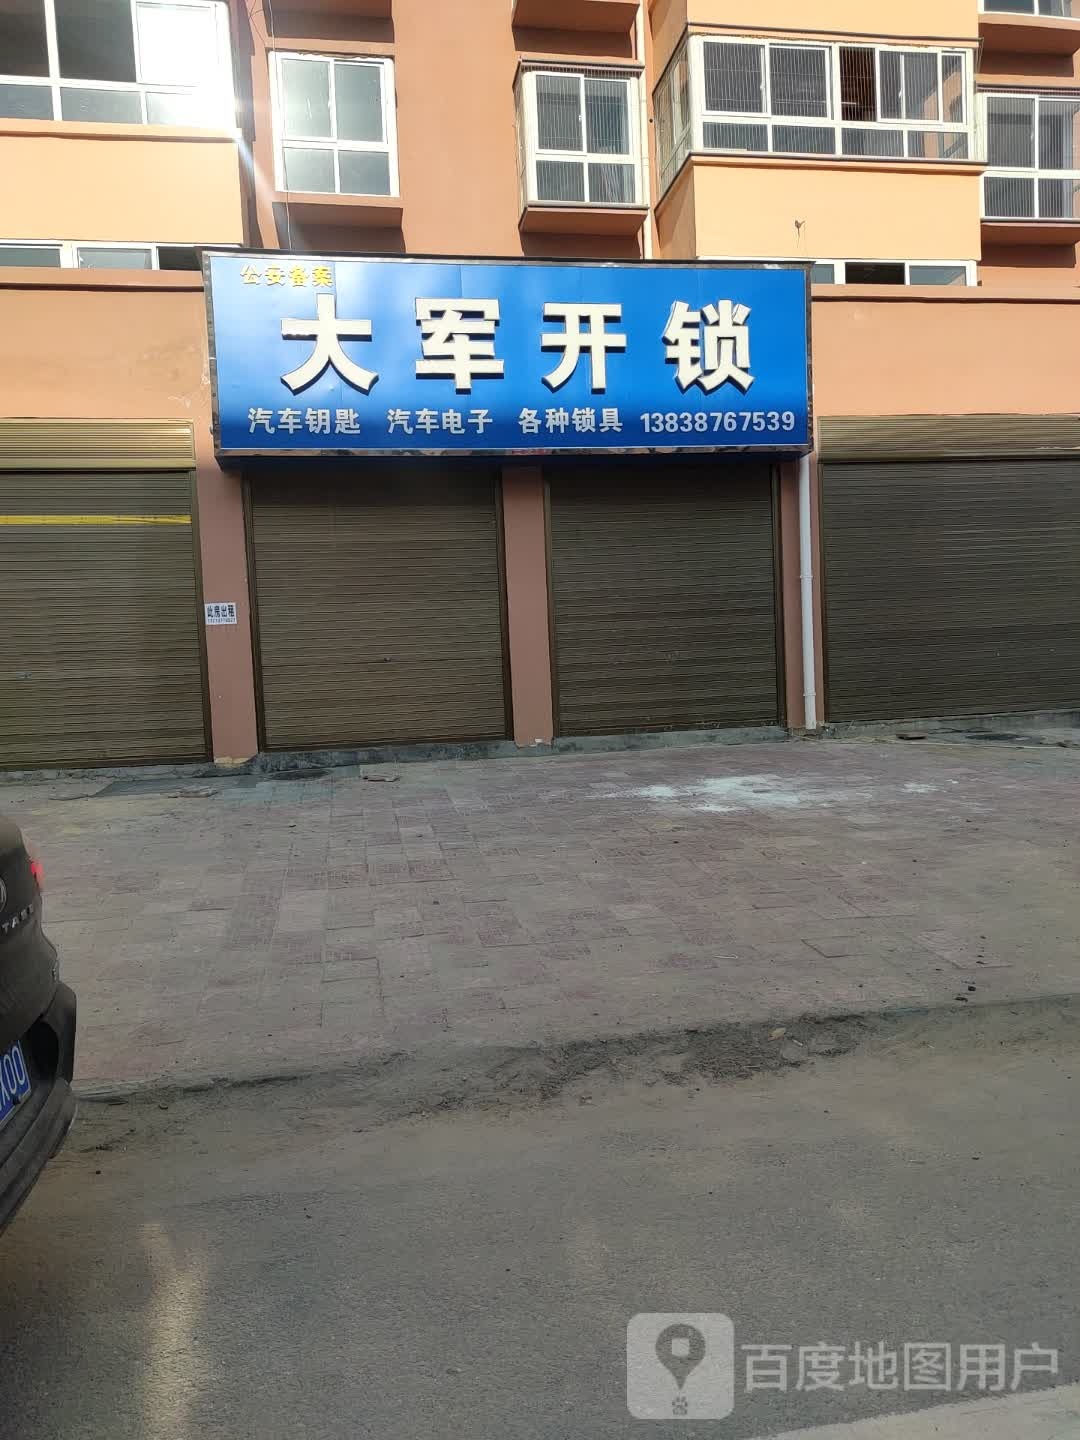 公安备案
大军开锁
汽车钥匙 汽车电子 各种锁具 13838767539
此房出租
百度地图用户